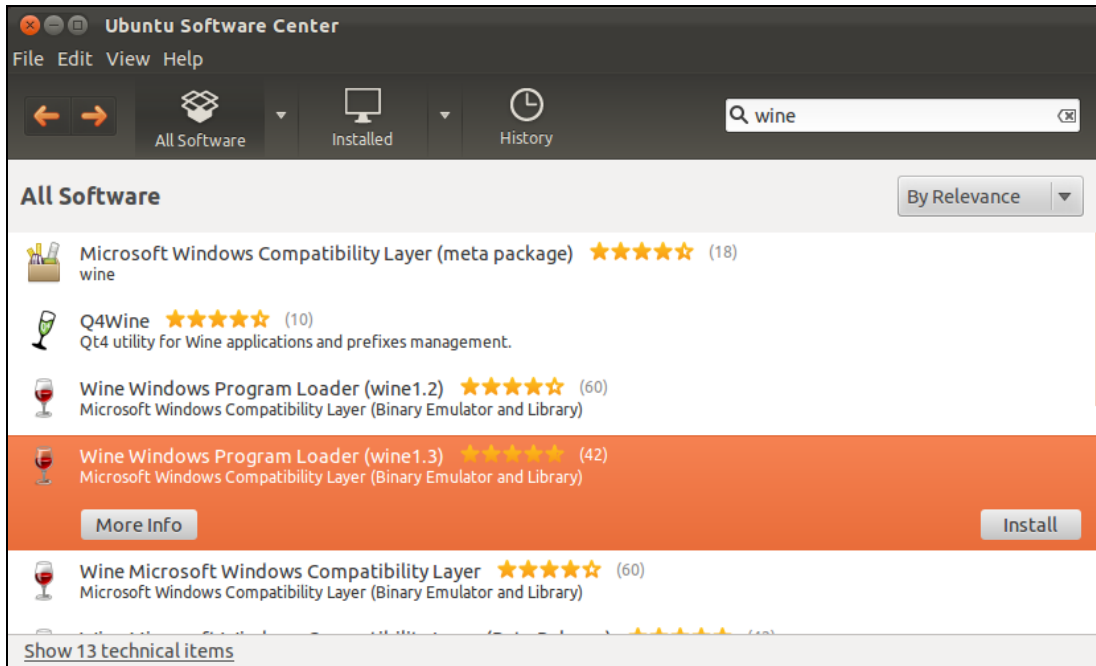 Ubuntu Software Center
File Edit View Help
All Software
Installed
History
wine
All Software
By Relevance
Microsoft Windows Compatibility Layer (meta package) (18)
wine
Q4Wine (10)
Qt4 utility for Wine applications and prefixes management.
Wine Windows Program Loader (wine1.2) (60)
Microsoft Windows Compatibility Layer (Binary Emulator and Library)
Wine Windows Program Loader (wine1.3) (42)
Microsoft Windows Compatibility Layer (Binary Emulator and Library)
More Info
Install
Wine Microsoft Windows Compatibility Layer (60)
Microsoft Windows Compatibility Layer (Binary Emulator and Library)
Show 13 technical items